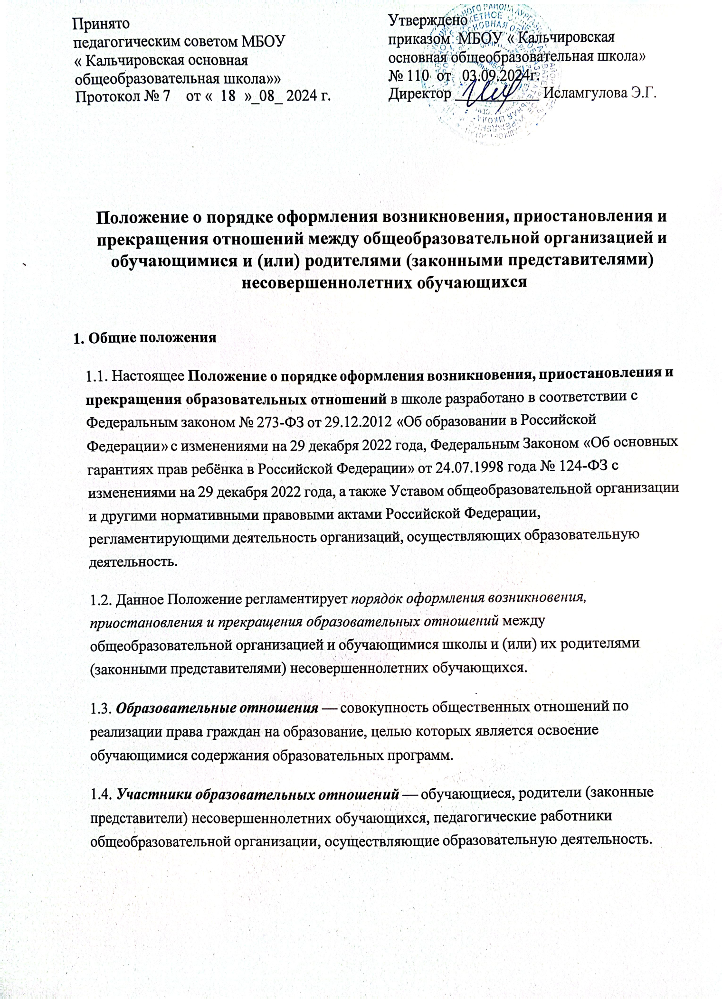 Принято
педагогическим советом МБОУ
« Кальчировская основная
общеобразовательная школа»»
Протокол № 7 от « 18 »_08_ 2024 г.
Утверждено
приказом МБОУ « Кальчировская
основная общеобразовательная школа»
№ 110 от 03.09.2024г.
Директор ____________ Исламгулова Э.Г.
Положение о порядке оформления возникновения, приостановления и
прекращения отношений между общеобразовательной организацией и
обучающимися и (или) родителями (законными представителями)
несовершеннолетних обучающихся
1. Общие положения
1.1. Настоящее Положение о порядке оформления возникновения, приостановления и
прекращения образовательных отношений в школе разработано в соответствии с
Федеральным законом № 273-ФЗ от 29.12.2012 «Об образовании в Российской
Федерации» с изменениями на 29 декабря 2022 года, Федеральным Законом «Об основных
гарантиях прав ребёнка в Российской Федерации» от 24.07.1998 года № 124-ФЗ с
изменениями на 29 декабря 2022 года, а также Уставом общеобразовательной организации
и другими нормативными правовыми актами Российской Федерации,
регламентирующими деятельность организаций, осуществляющих образовательную
деятельность.
1.2. Данное Положение регламентирует порядок оформления возникновения,
приостановления и прекращения образовательных отношений между
общеобразовательной организацией и обучающимися школы и (или) их родителями
(законными представителями) несовершеннолетних обучающихся.
1.3. Образовательные отношения — совокупность общественных отношений по
реализации права граждан на образование, целью которых является освоение
обучающимися содержания образовательных программ.
1.4. Участники образовательных отношений — обучающиеся, родители (законные
представители) несовершеннолетних обучающихся, педагогические работники
общеобразовательной организации, осуществляющие образовательную деятельность.